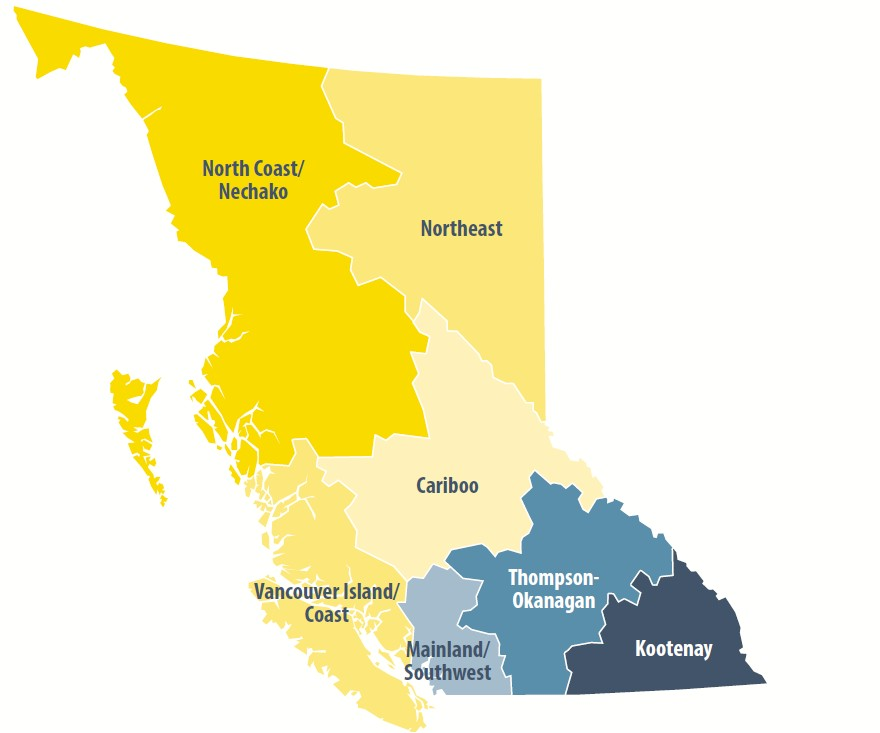 North Coast/
Nechako
Northeast
Cariboo
Thompson-
Okanagan
Vancouver Island/
Coast
Mainland/
Southwest
Kootenay